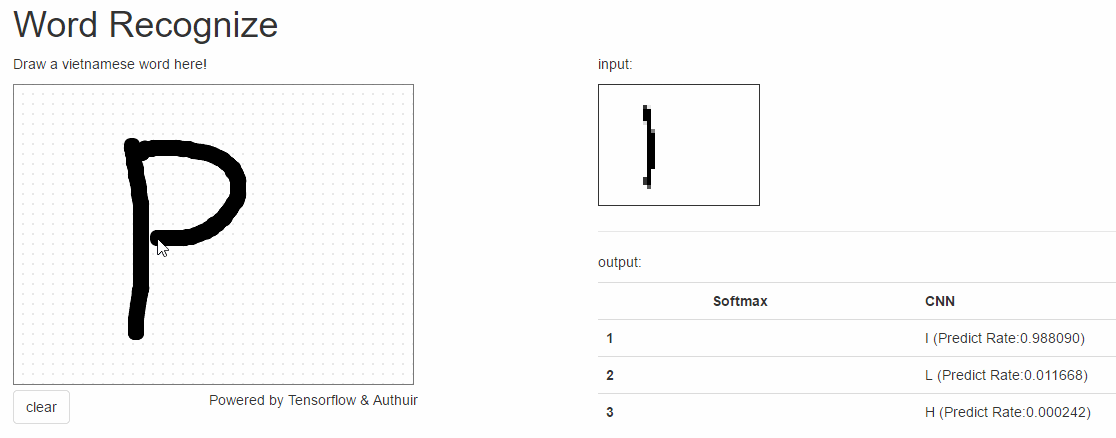 Word Recognize
Draw a vietnamese word here!
P
clear
Powered by Tensorflow & Authuir
input:
output:
Softmax CNN
1 I (Predict Rate:0.988090)
2 L (Predict Rate:0.011668)
3 H (Predict Rate:0.000242)